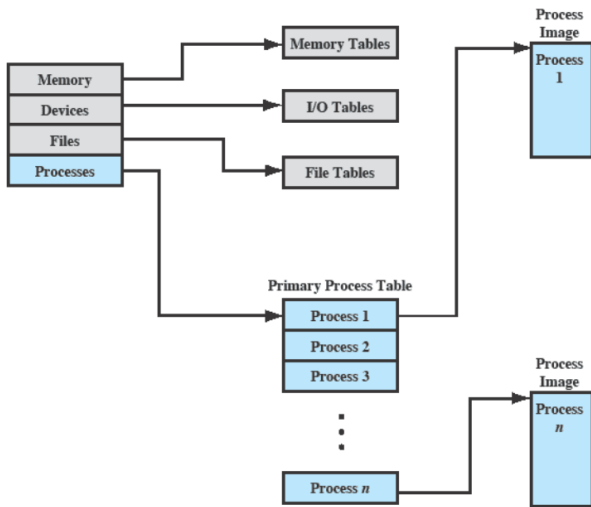 Process
Image
Process
1
Memory Tables
Memory
Devices
Files
Processes
I/O Tables
File Tables
Primary Process Table
Process 1
Process 2
Process 3
Process n
Process
Image
Process
n